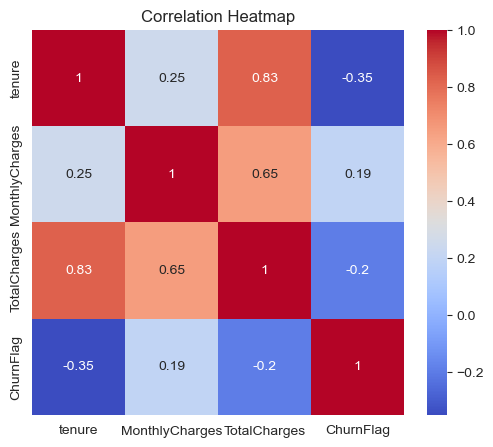 Correlation Heatmap
tenure
1
0.25
0.83
-0.35
MonthlyCharges
0.25
1
0.65
0.19
TotalCharges
0.83
0.65
1
-0.2
ChurnFlag
-0.35
0.19
-0.2
1
tenure
MonthlyCharges
TotalCharges
ChurnFlag
1.0
0.8
0.6
0.4
0.2
0.0
−0.2